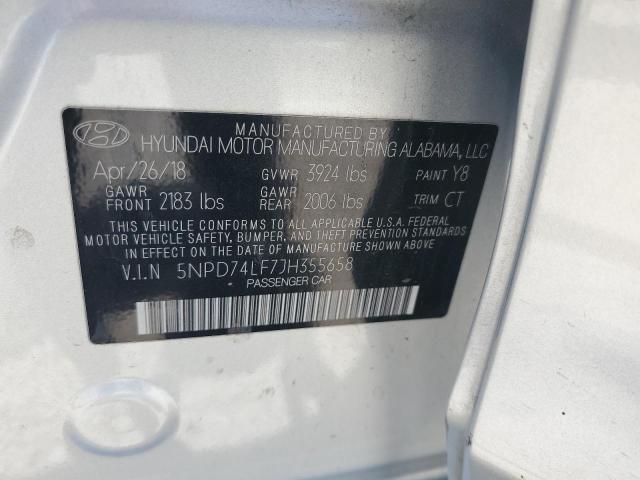 MANUFACTURED BY
HYUNDAI MOTOR MANUFACTURING ALABAMA, LLC
Apr/26/18 GVWR 3924 lbs PAINT Y8
GAWR FRONT 2183 lbs GAWR REAR 2006 lbs TRIM CT
THIS VEHICLE CONFORMS TO ALL APPLICABLE U.S.A. FEDERAL
MOTOR VEHICLE SAFETY, BUMPER, AND THEFT PREVENTION STANDARDS
IN EFFECT ON THE DATE OF MANUFACTURE SHOWN ABOVE.
V.I.N 5NPD74LF7JH355658
PASSENGER CAR